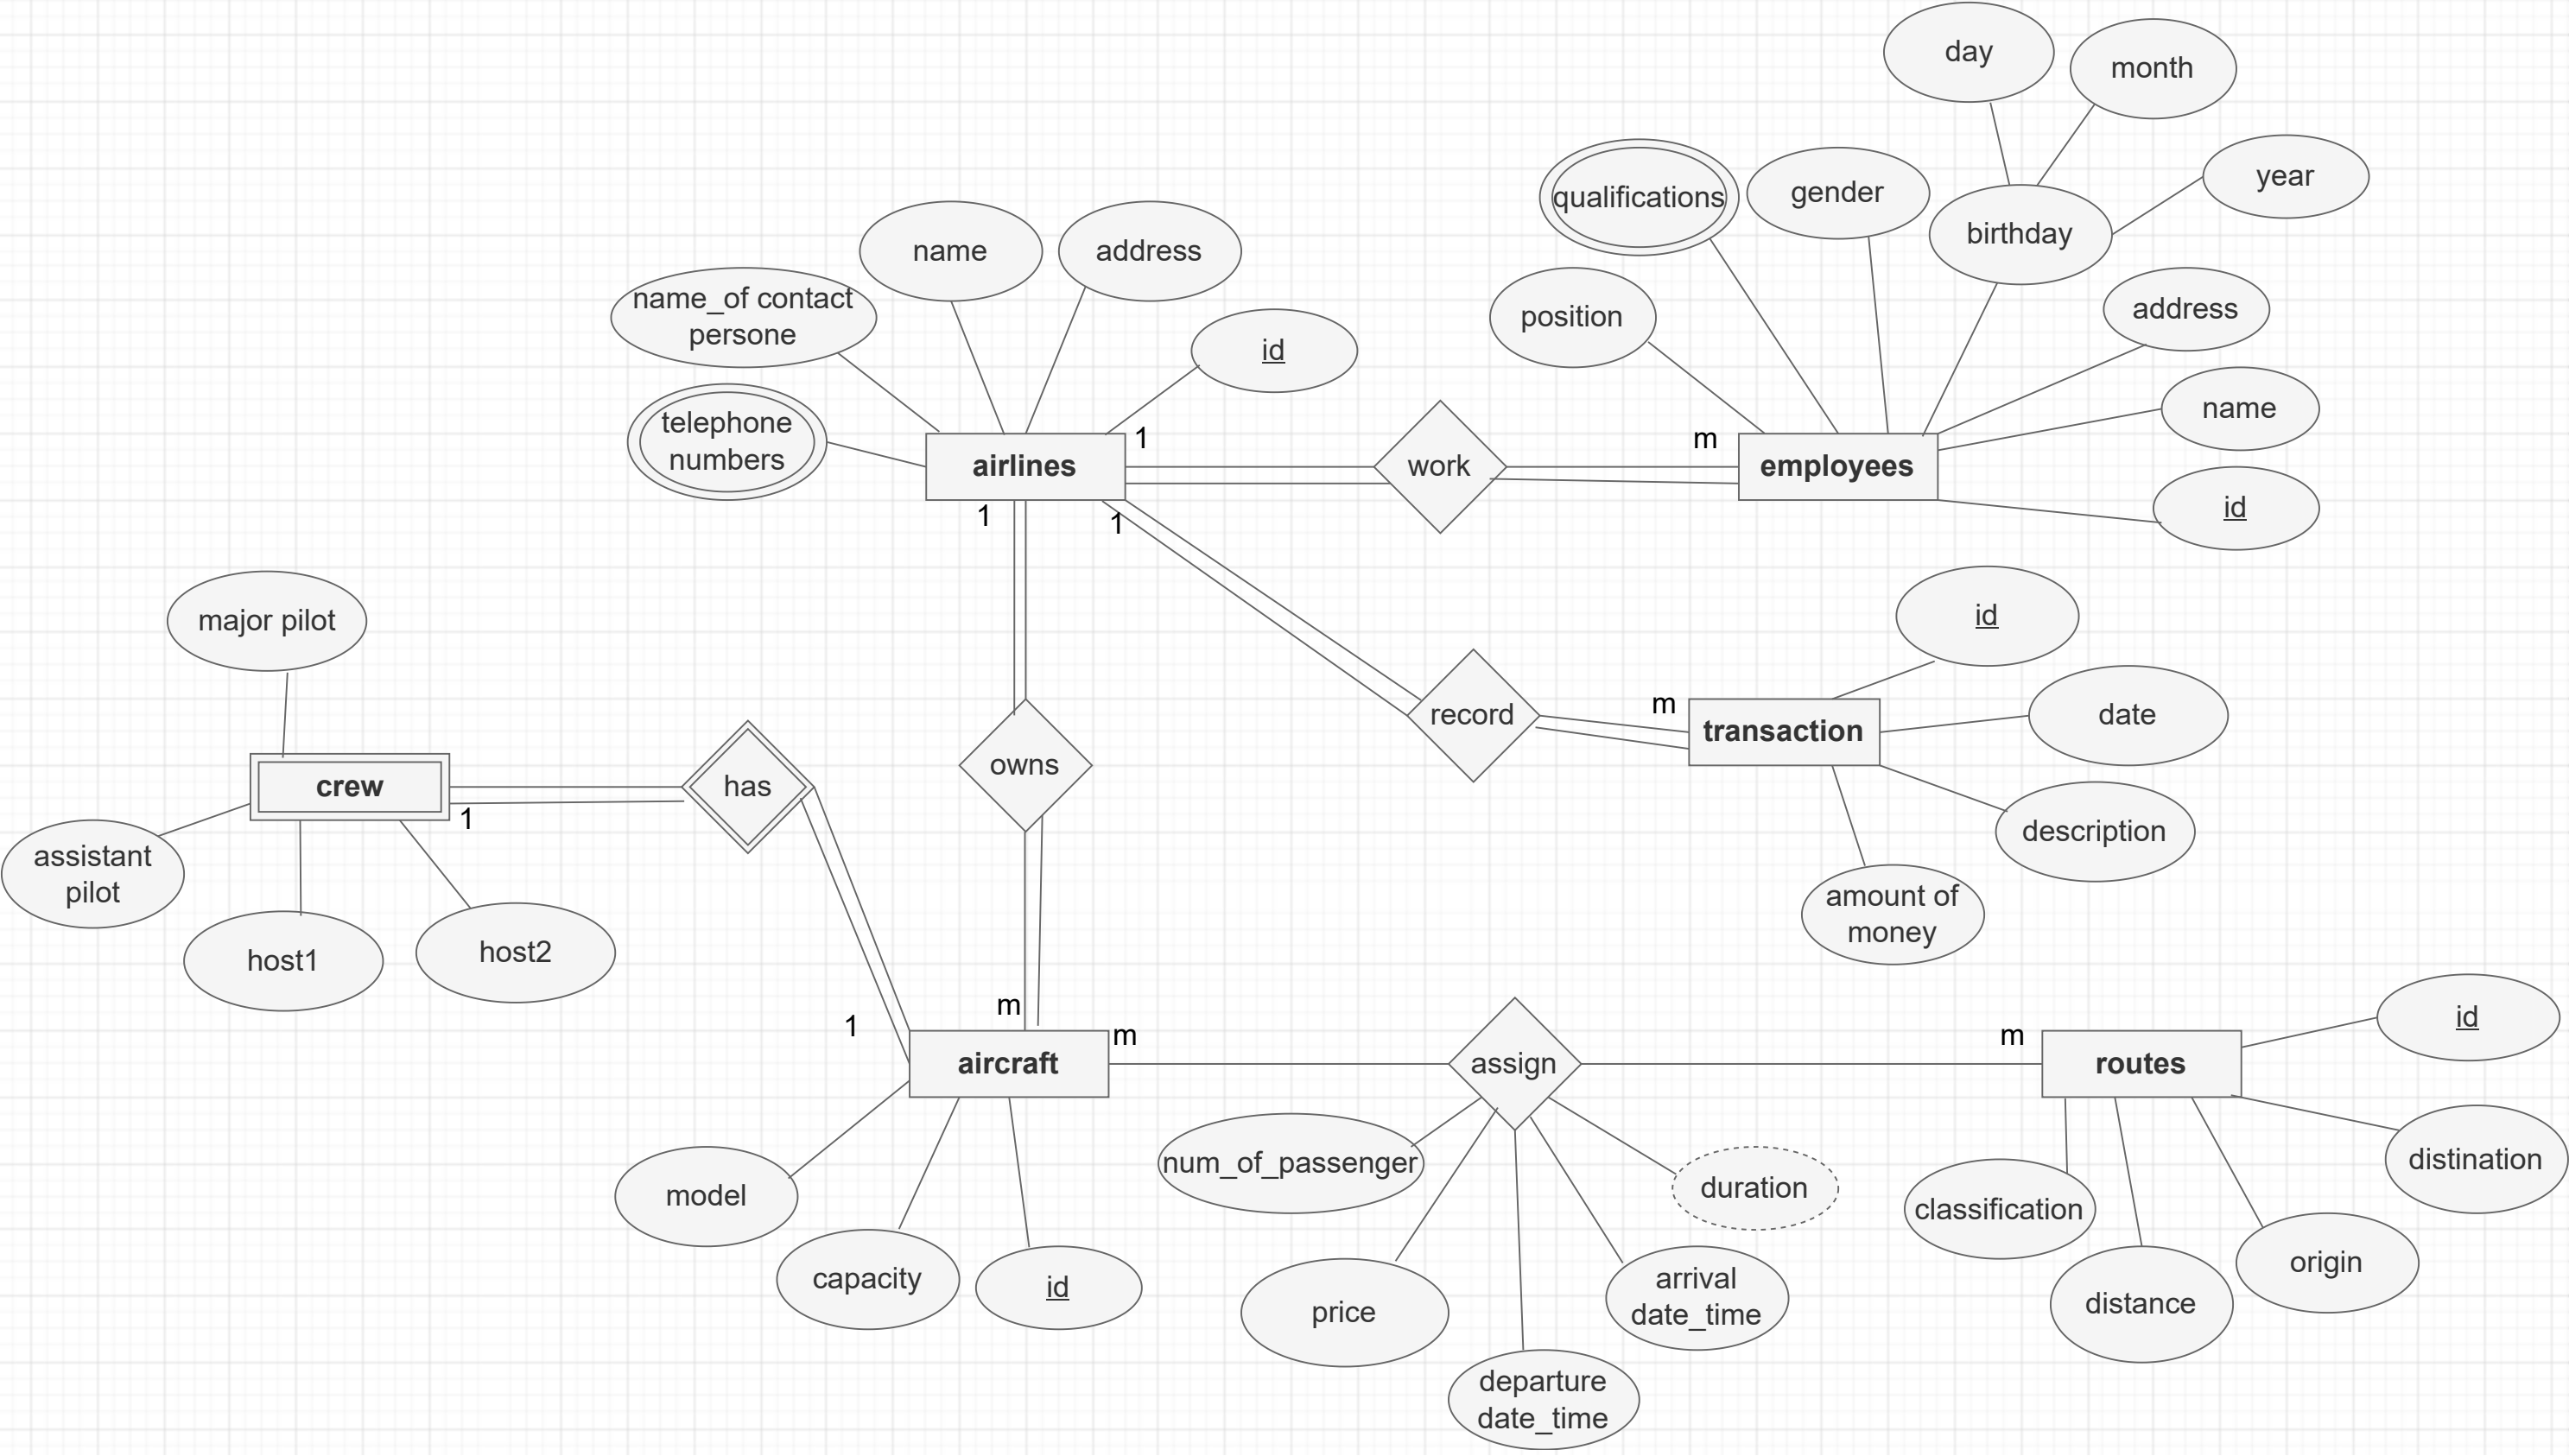 day
month
year
qualifications
gender
birthday
name
address
name_of contact
persone
id
position
address
telephone
numbers
name
airlines
1
work
m
employees
id
1
1
major pilot
id
date
record
m
transaction
crew
1
has
owns
description
assistant
pilot
host1
host2
amount of
money
1
m
aircraft
m
assign
m
routes
id
num_of_passenger
duration
classification
distination
model
capacity
id
price
arrival
date_time
departure
date_time
distance
origin